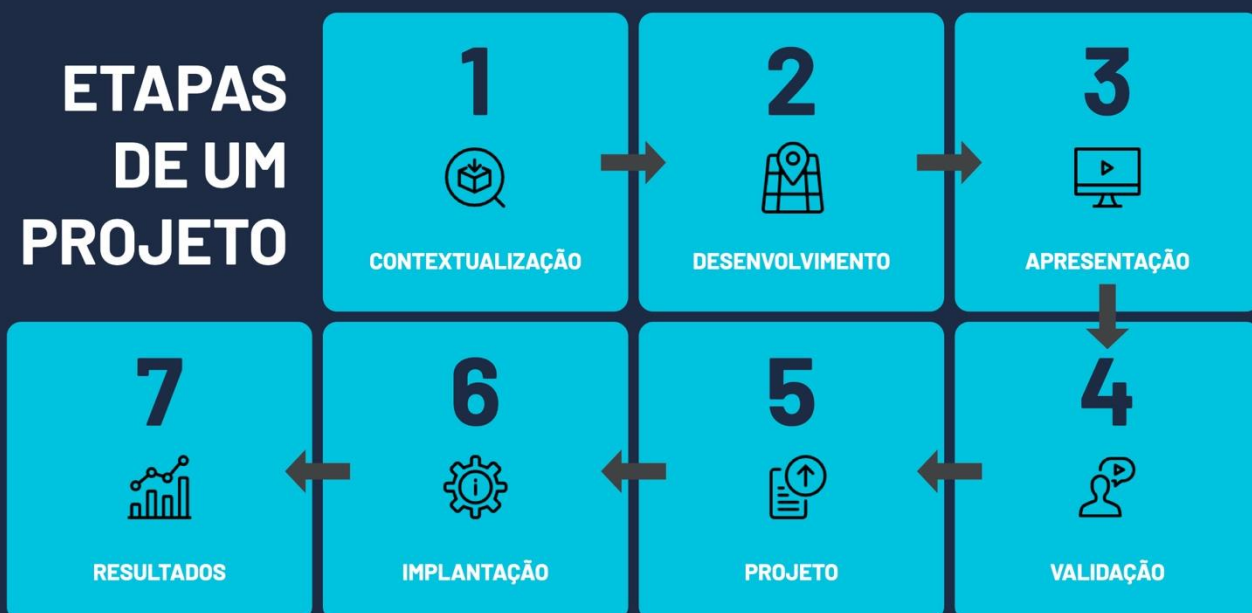 ETAPAS
DE UM
PROJETO
1
CONTEXTUALIZAÇÃO
2
DESENVOLVIMENTO
3
APRESENTAÇÃO
4
VALIDAÇÃO
5
PROJETO
6
IMPLANTAÇÃO
7
RESULTADOS